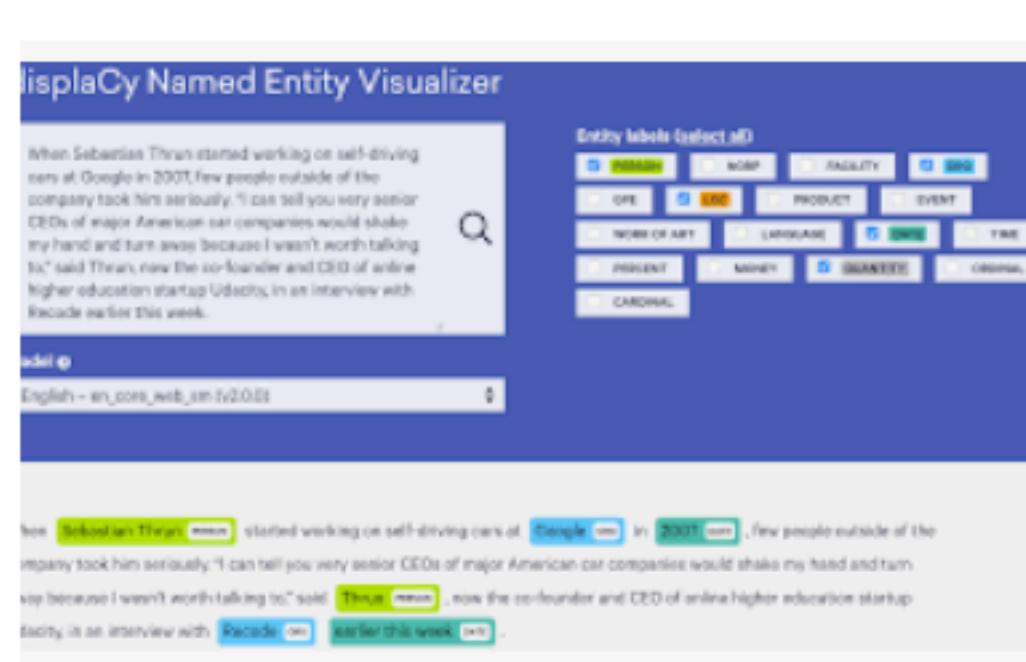 isplaCy Named Entity Visualizer
When Sebastian Thrun started working on self-driving
cars at Google in 2007, few people outside of the
company took him seriously. "I can tell you very senior
CEOs of major American car companies would shake
my hand and turn away because I wasn't worth talking
to," said Thrun, now the co-founder and CEO of online
higher education startup Udacity, in an interview with
Recode earlier this week.
Entity labels (select all)
PERSON NORP FACILITY ORG
GPE LOC PRODUCT EVENT
WORK OF ART LANGUAGE DATE TIME
PERCENT MONEY QUANTITY ORDINAL
CARDINAL
odel
English – en_core_web_sm (v2.0.0)
hen Sebastian Thrun PERSON started working on self-driving cars at Google ORG in 2007 DATE , few people outside of the
ompany took him seriously. "I can tell you very senior CEOs of major American car companies would shake my hand and turn
way because I wasn't worth talking to," said Thrun PERSON , now the co-founder and CEO of online higher education startup
dacity, in an interview with Recode ORG earlier this week DATE .